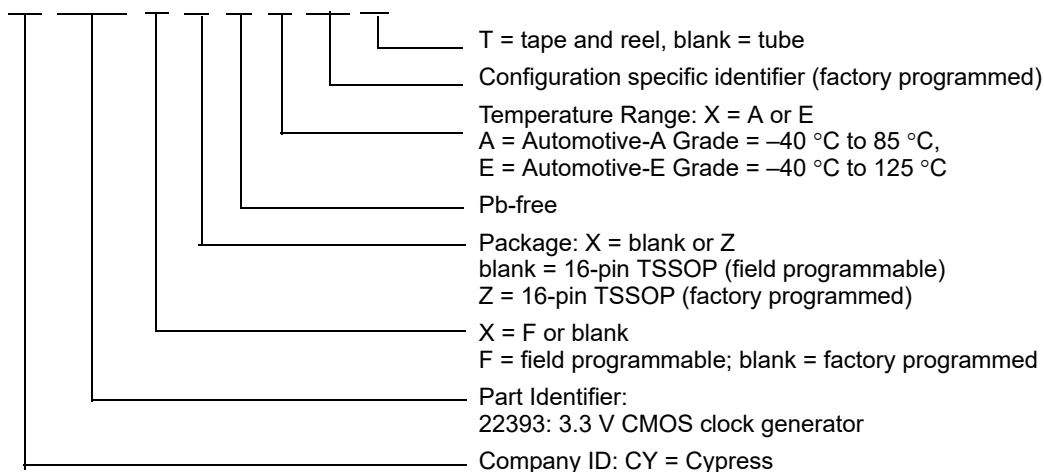 T = tape and reel, blank = tube
Configuration specific identifier (factory programmed)
Temperature Range: X = A or E
A = Automotive-A Grade = –40 °C to 85 °C,
E = Automotive-E Grade = –40 °C to 125 °C
Pb-free
Package: X = blank or Z
blank = 16-pin TSSOP (field programmable)
Z = 16-pin TSSOP (factory programmed)
X = F or blank
F = field programmable; blank = factory programmed
Part Identifier:
22393: 3.3 V CMOS clock generator
Company ID: CY = Cypress